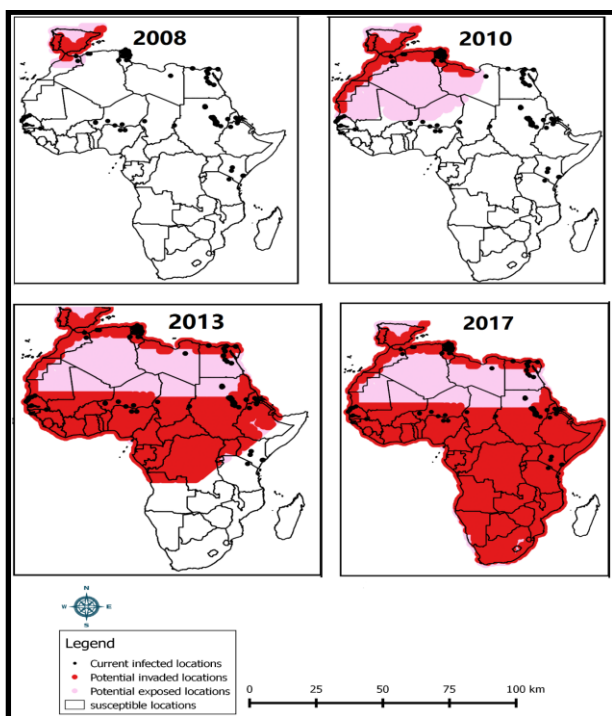 2008
2010
2013
2017
N
W
E
S
Legend
Current infected locations
Potential invaded locations
Potential exposed locations
susceptible locations
0 25 50 75 100 km